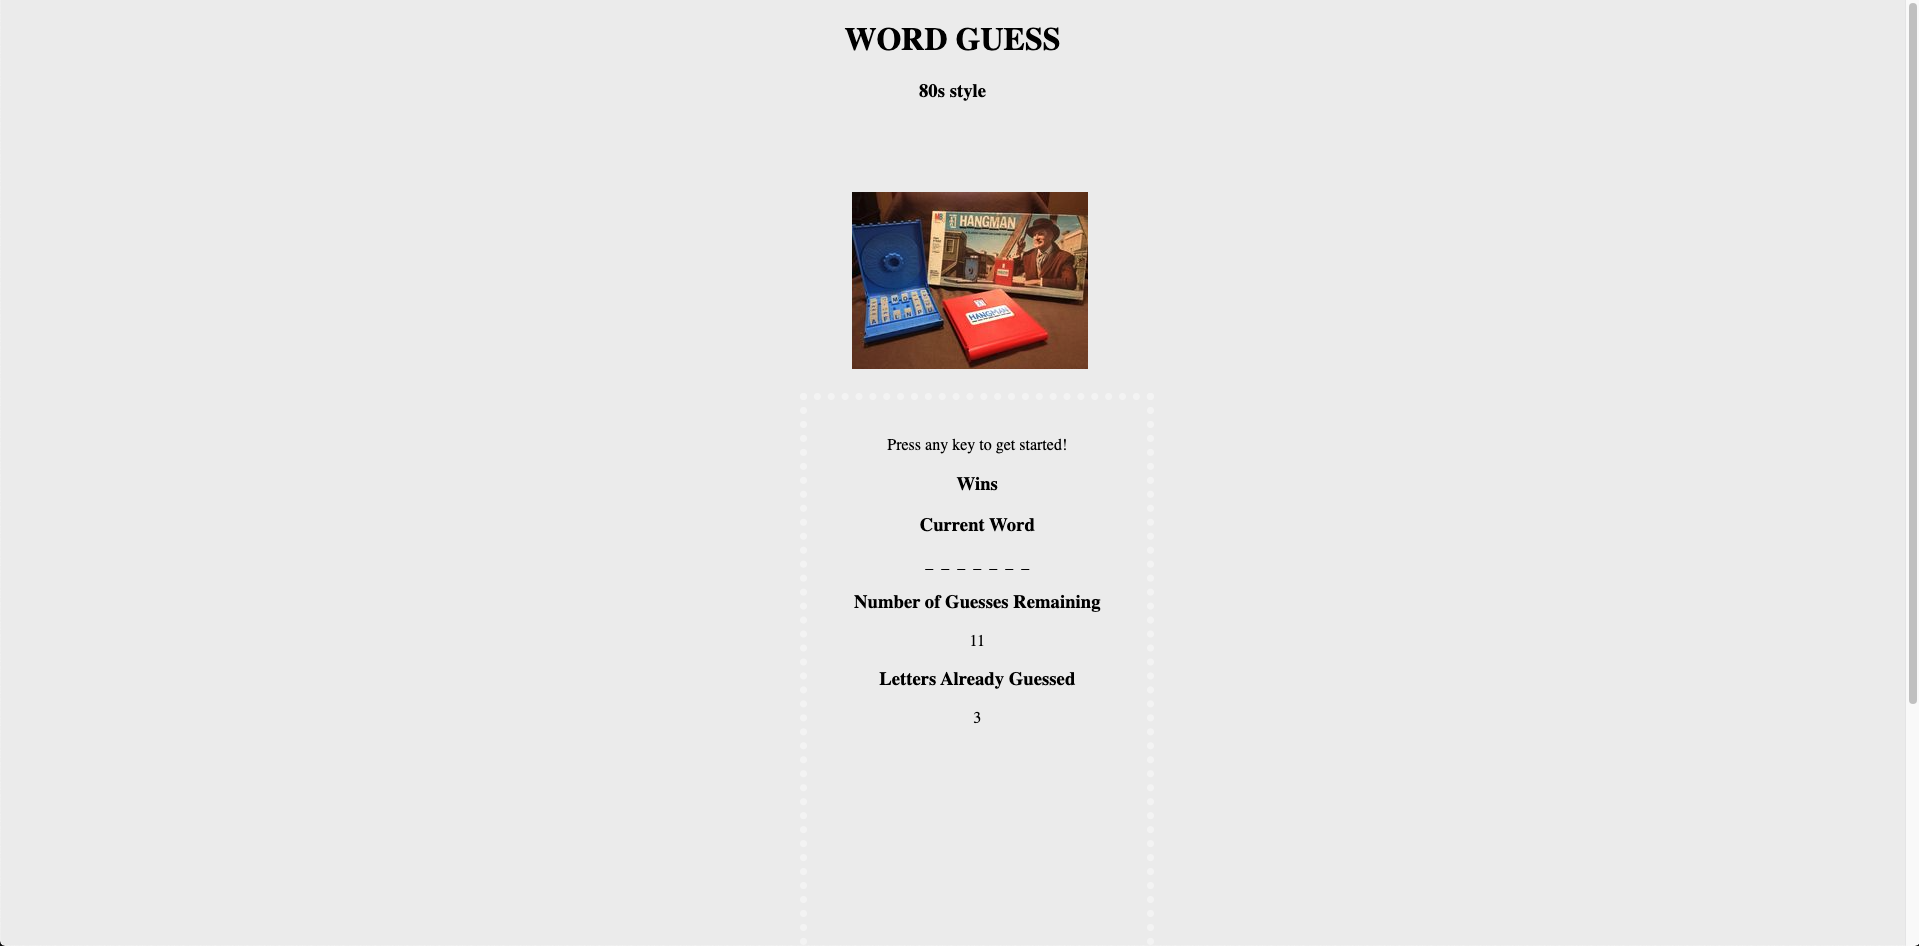 WORD GUESS
80s style
HANGMAN
HANGMAN
Press any key to get started!
Wins
Current Word
_ _ _ _ _ _ _
Number of Guesses Remaining
11
Letters Already Guessed
3